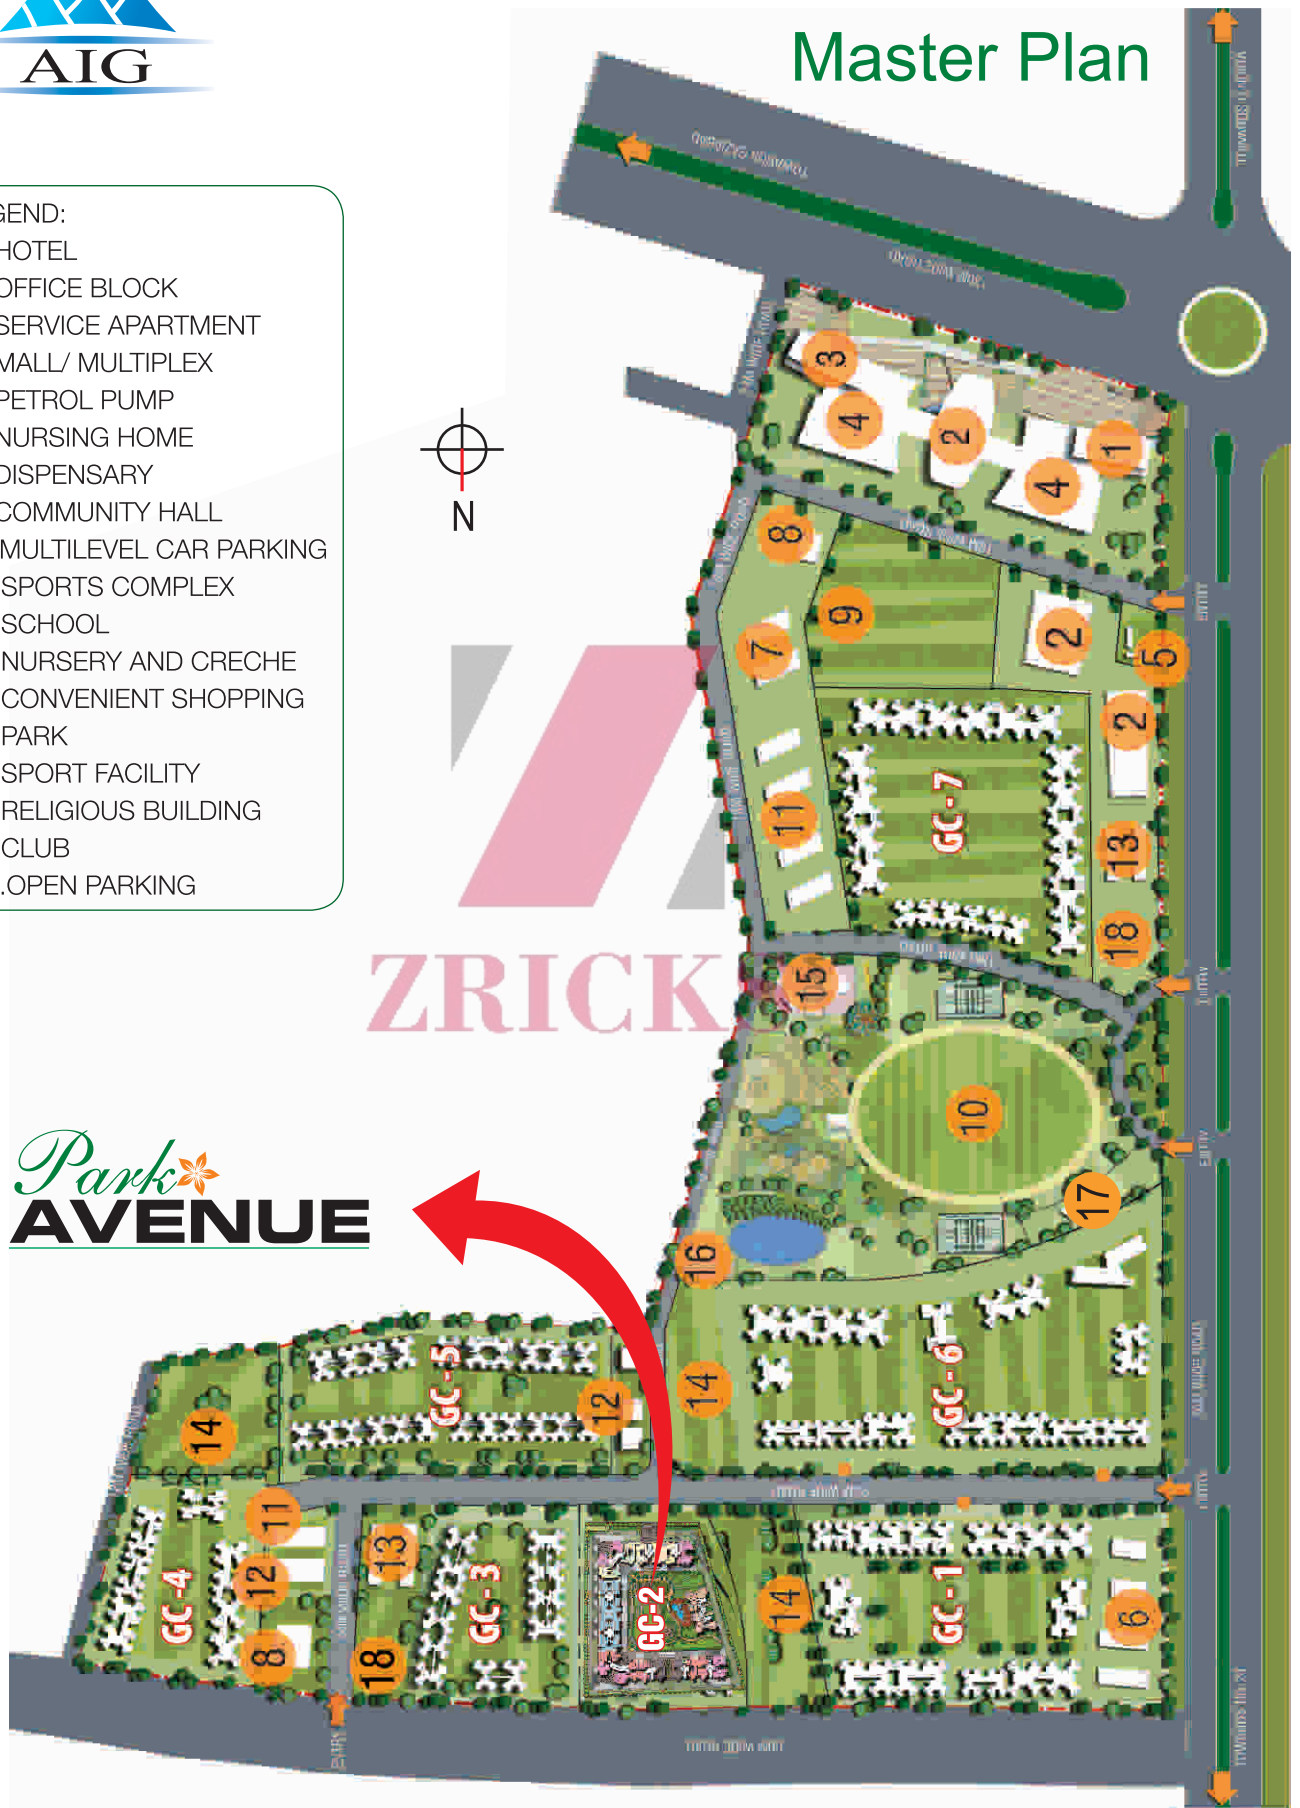 AIG
Master Plan
GEND:
HOTEL
OFFICE BLOCK
SERVICE APARTMENT
MALL/ MULTIPLEX
PETROL PUMP
NURSING HOME
DISPENSARY
COMMUNITY HALL
MULTILEVEL CAR PARKING
SPORTS COMPLEX
SCHOOL
NURSERY AND CRECHE
CONVENIENT SHOPPING
PARK
SPORT FACILITY
RELIGIOUS BUILDING
CLUB
.OPEN PARKING
N
3
4
2
4
1
8
9
7
2
5
2
11
GC-7
13
18
15
ZRICKS
10
17
16
Park
AVENUE
GC-5
14
12
14
GC-6
11
GC-4
12
13
8
18
GC-3
GC-2
14
GC-1
6